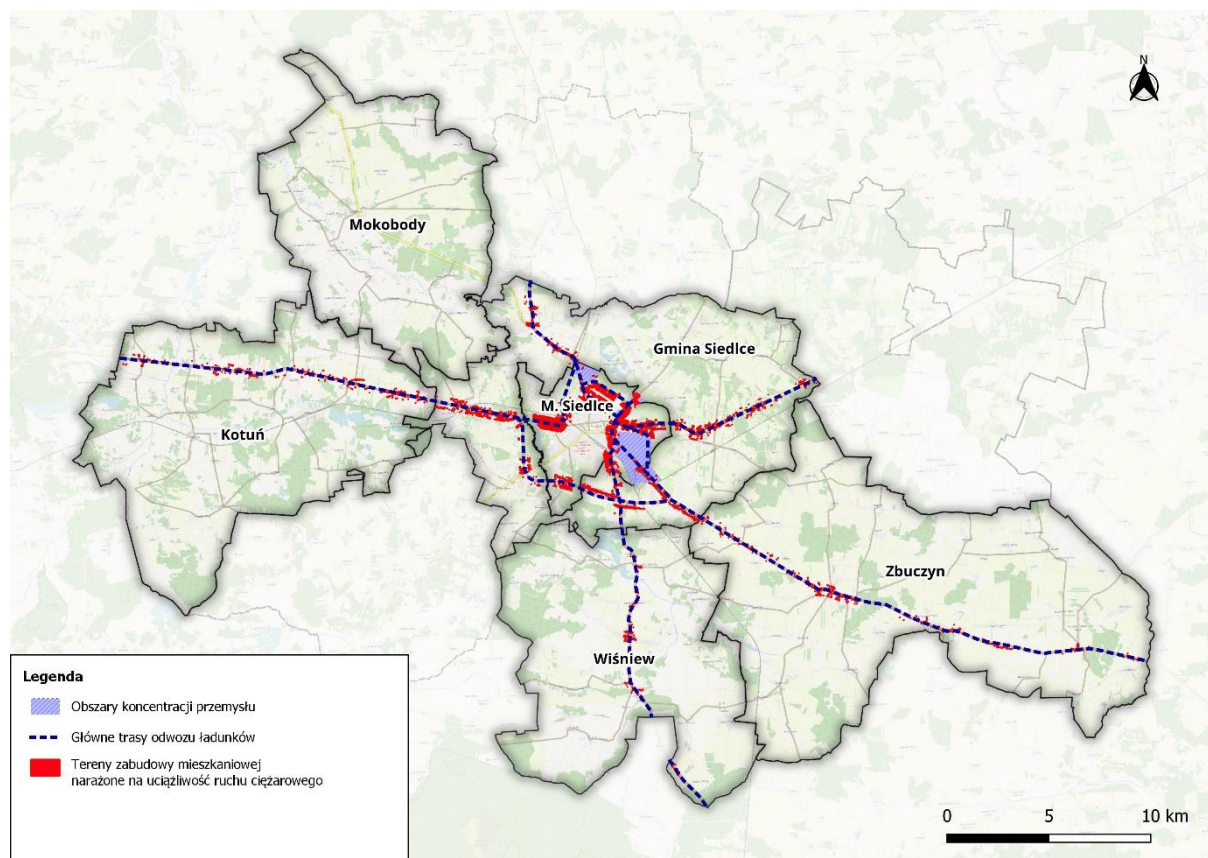 N
Mokobody
Gmina Siedlce
M. Siedlce
Kotuń
Zbuczyn
Wiśniew
Legenda
Obszary koncentracji przemysłu
Główne trasy odwozu ładunków
Tereny zabudowy mieszkaniowej
narażone na uciążliwość ruchu ciężarowego
0 5 10 km